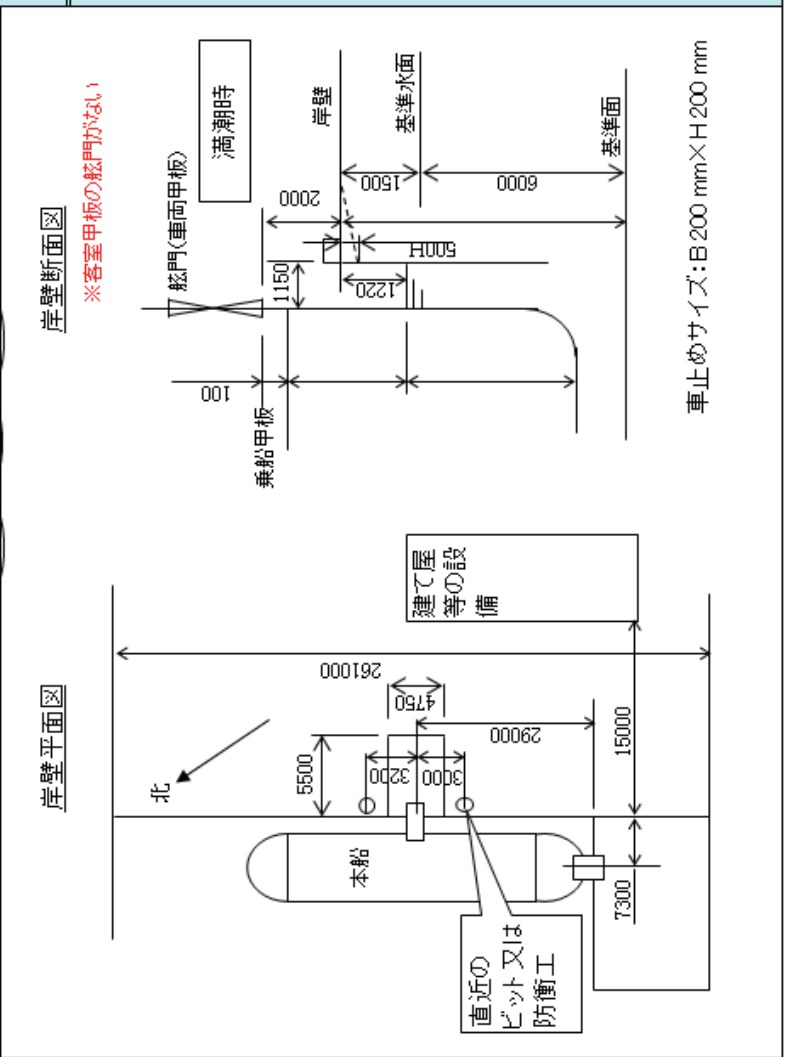 岸壁断面図
※客室甲板の舷門がない
舷門(車両甲板)
満潮時
100
乗船甲板
1150
2000
岸壁
1500
基準水面
1220
500H
6000
基準面
車止めサイズ:B200 mm×H200 mm
岸壁平面図
北
261000
4750
5500
3200
3000
29000
建て屋
等の設
備
本船
15000
7300
直近の
ビット又は
防衝工